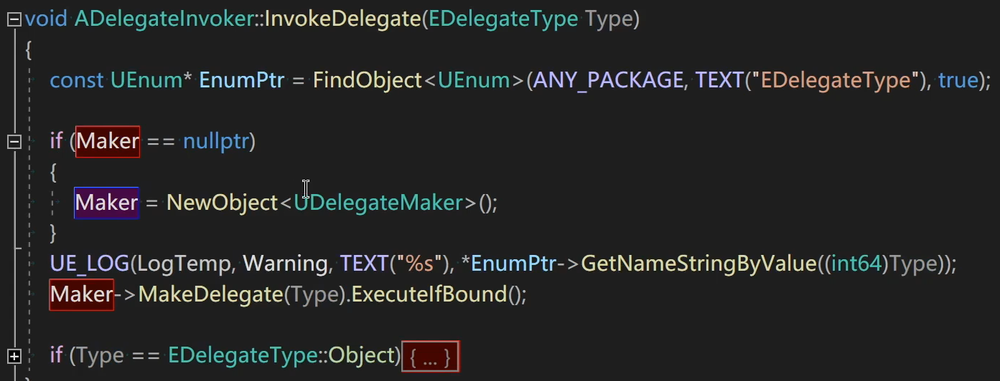 void ADelegateInvoker::InvokeDelegate(EDelegateType Type)
{
const UEnum* EnumPtr = FindObject<UEnum>(ANY_PACKAGE, TEXT("EDelegateType"), true);
if (Maker == nullptr)
{
Maker = NewObject<UDelegateMaker>();
}
UE_LOG(LogTemp, Warning, TEXT("%s"), *EnumPtr->GetNameStringByValue((int64)Type));
Maker->MakeDelegate(Type).ExecuteIfBound();
if (Type == EDelegateType::Object){ ... }